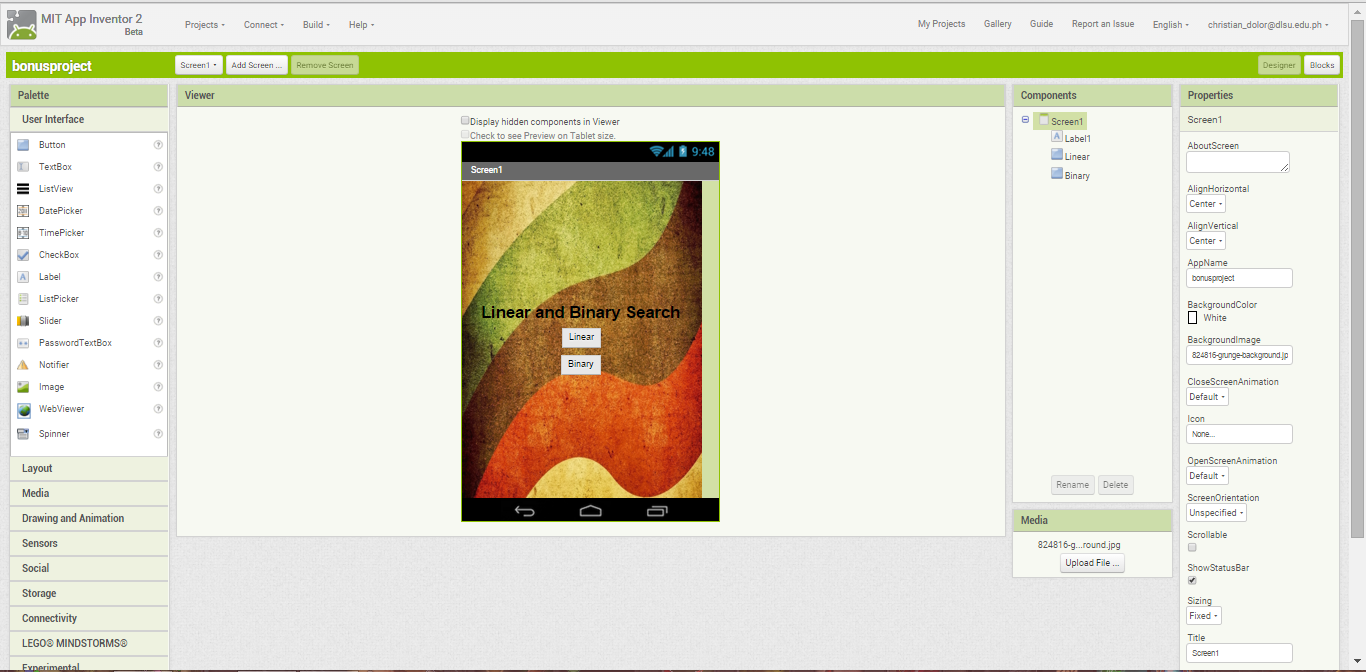 MIT App Inventor 2
Beta
Projects Connect Build Help
My Projects Gallery Guide Report an Issue English christian_dolor@dlsu.edu.ph
bonusproject
Screen1 Add Screen ... Remove Screen
Designer Blocks
Palette
User Interface
Button ?
TextBox ?
ListView ?
DatePicker ?
TimePicker ?
CheckBox ?
A Label ?
ListPicker ?
Slider ?
PasswordTextBox ?
Notifier ?
Image ?
WebViewer ?
Spinner ?
Layout
Media
Drawing and Animation
Sensors
Social
Storage
Connectivity
LEGO® MINDSTORMS®
Experimental
Viewer
Display hidden components in Viewer
Check to see Preview on Tablet size.
9:48
Screen1
Linear and Binary Search
Linear
Binary
Components
Screen1
A Label1
Linear
Binary
Rename Delete
Media
824816-g...round.jpg
Upload File ...
Properties
Screen1
AboutScreen
AlignHorizontal
Center
AlignVertical
Center
AppName
bonusproject
BackgroundColor
White
BackgroundImage
824816-grunge-background.jp
CloseScreenAnimation
Default
Icon
None...
OpenScreenAnimation
Default
ScreenOrientation
Unspecified
Scrollable
ShowStatusBar
Sizing
Fixed
Title
Screen1